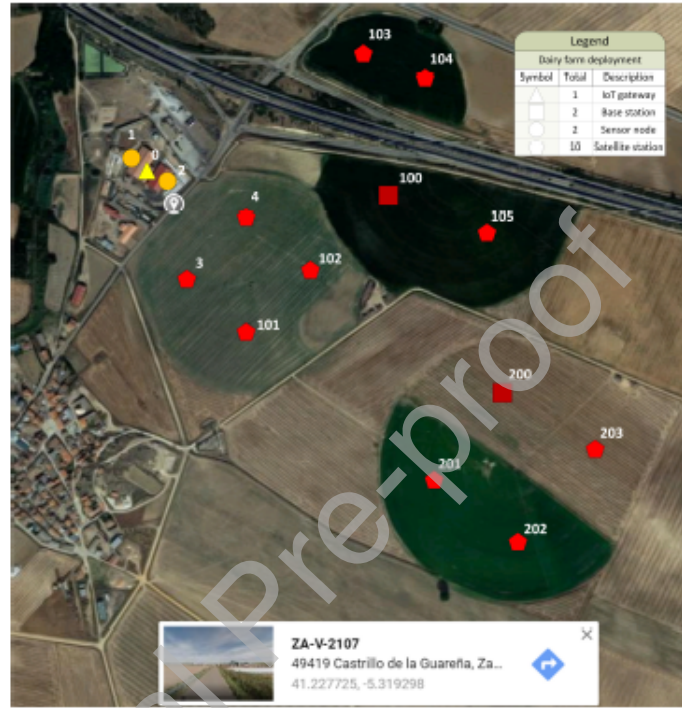 103
104
Legend
Dairy farm deployment
Symbol Total Description
1 IoT gateway
2 Base station
2 Sensor node
10 Satellite station
1
0
2
100
4
105
3
102
101
200
203
201
202
Pre-proof
ZA-V-2107
49419 Castrillo de la Guareña, Za...
41.227725, -5.319298